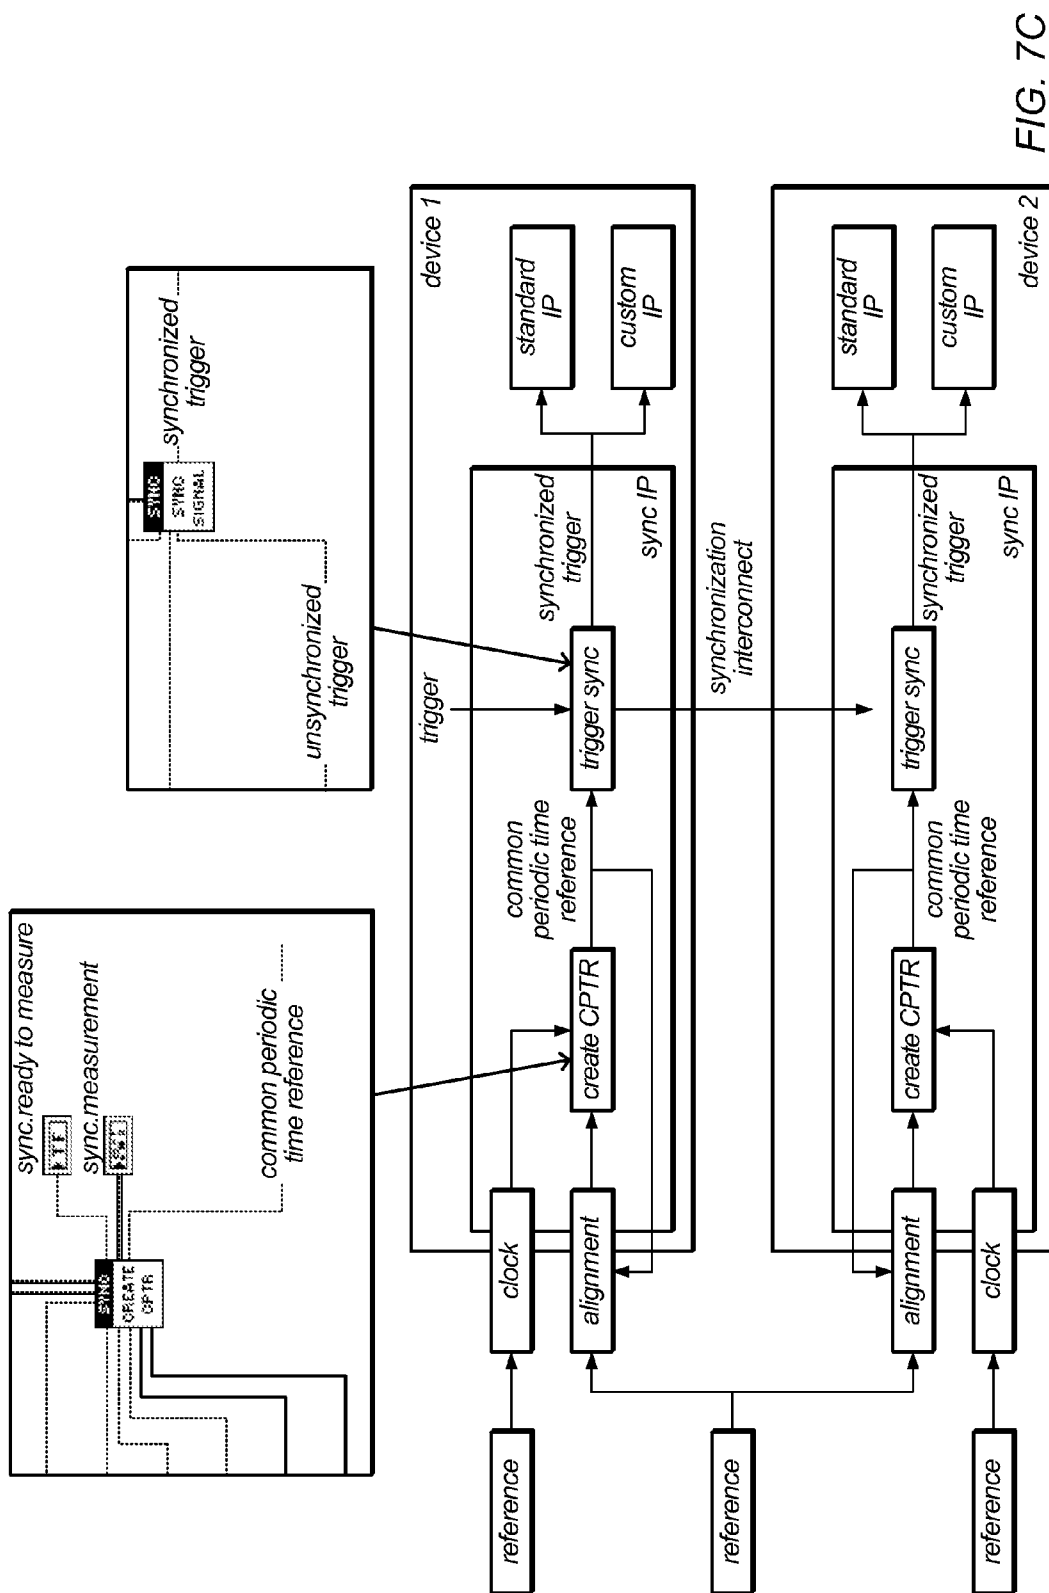 sync.ready to measure
TF
sync.measurement
SYNC
CREATE
CPTR
common periodic
time reference
SYNC
SYNC
SIGNAL
synchronized
trigger
unsynchronized
trigger
device 1
trigger
reference
clock
alignment
create CPTR
common
periodic time
reference
trigger sync
synchronized
trigger
sync IP
standard
IP
custom
IP
synchronization
interconnect
reference
device 2
alignment
clock
reference
create CPTR
common
periodic time
reference
trigger sync
synchronized
trigger
sync IP
standard
IP
custom
IP
FIG. 7C